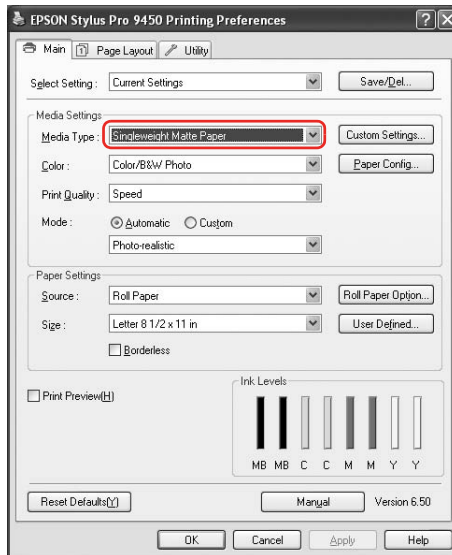 EPSON Stylus Pro 9450 Printing Preferences
Main Page Layout Utility
Select Setting : Current Settings Save/Del...
Media Settings
Media Type : Singleweight Matte Paper Custom Settings...
Color : Color/B&W Photo Paper Config...
Print Quality : Speed
Mode : Automatic Custom
Photo-realistic
Paper Settings
Source : Roll Paper Roll Paper Option...
Size : Letter 8 1/2 x 11 in User Defined...
Borderless
Print Preview(H)
Ink Levels
MB MB C C M M Y Y
Reset Defaults(Y) Manual Version 6.50
OK Cancel Apply Help